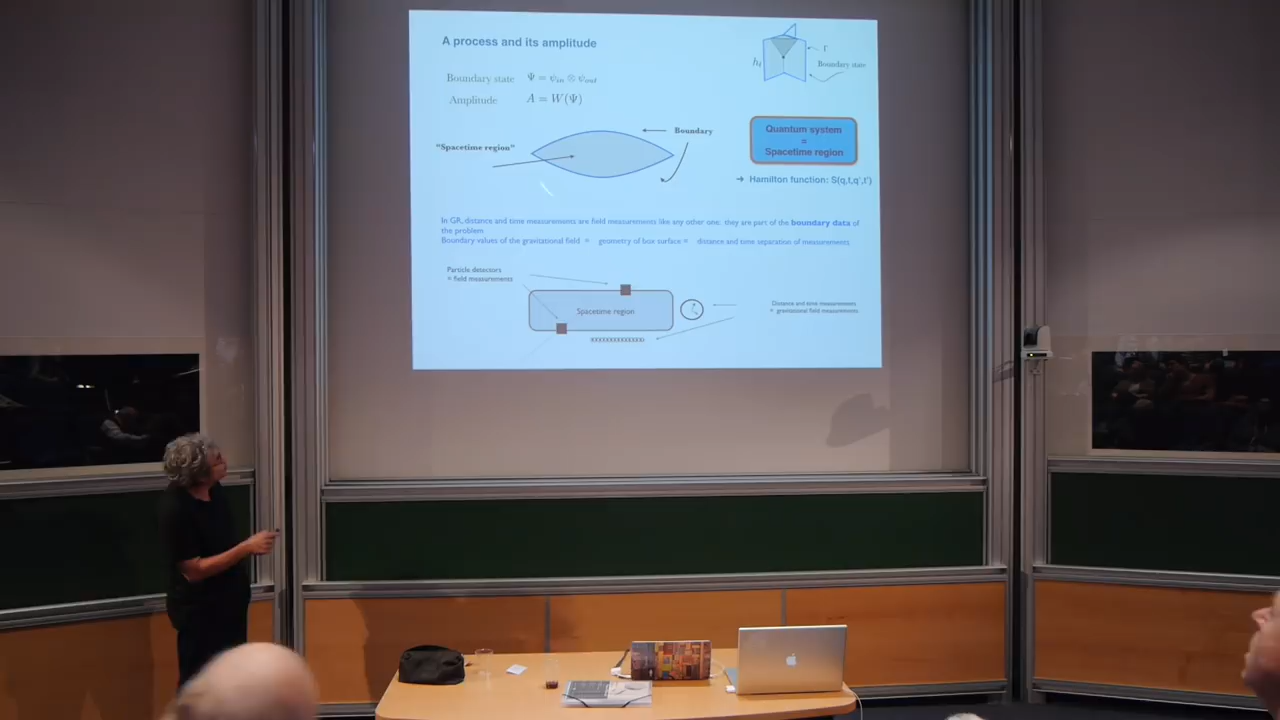 A process and its amplitude
Boundary state Ψ = ψin ⊗ ψout
Amplitude A = W(Ψ)
hl
Γ
Boundary state
"Spacetime region"
Boundary
Quantum system
=
Spacetime region
➔ Hamilton function: S(q,t,q',t')
In GR, distance and time measurements are field measurements like any other one: they are part of the boundary data of
the problem
Boundary values of the gravitational field = geometry of box surface = distance and time separation of measurements
Particle detectors
= field measurements
Spacetime region
Distance and time measurements
= gravitational field measurements